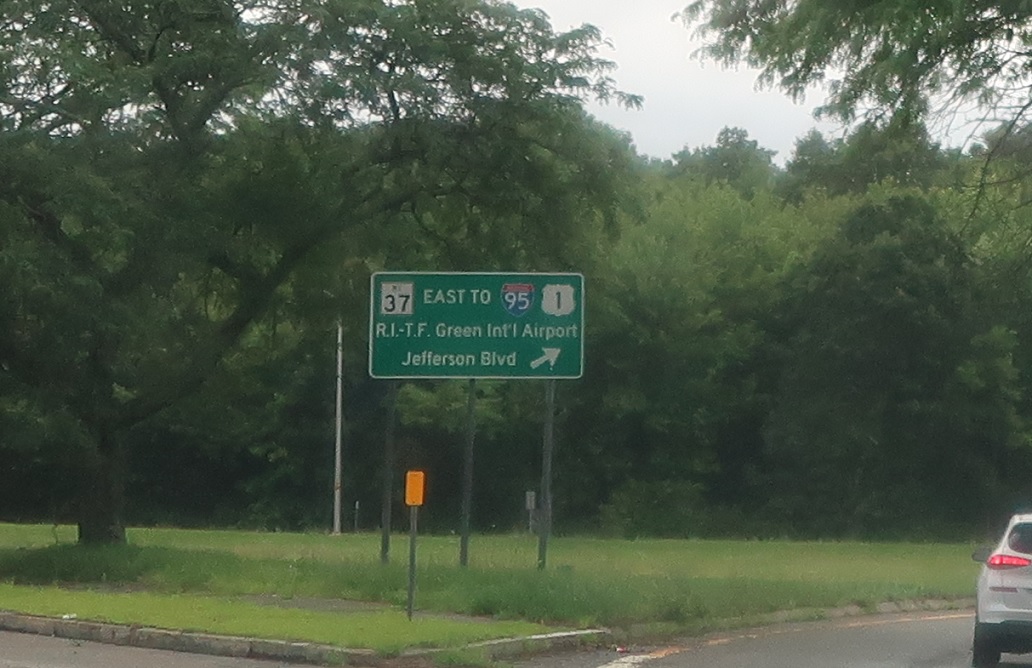 R.I. 37 EAST TO 95 1
R.I.-T.F. Green Int'l Airport
Jefferson Blvd